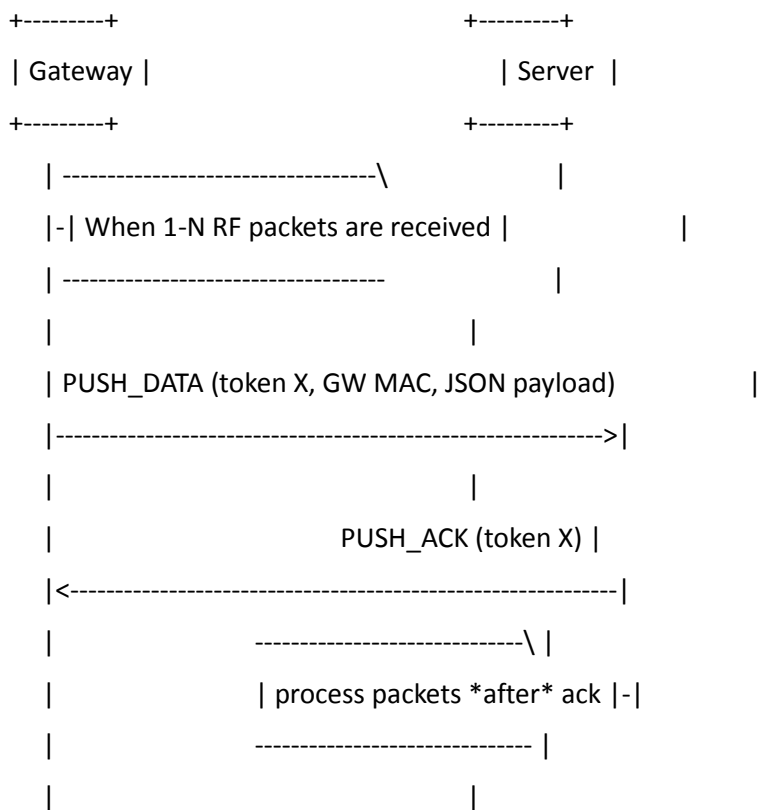 +---------+ +---------+
| Gateway | | Server |
+---------+ +---------+
| -----------------------------------\ |
|-| When 1-N RF packets are received | |
| ------------------------------------ |
| |
| PUSH_DATA (token X, GW MAC, JSON payload) |
|------------------------------------------------------------->|
| |
| PUSH_ACK (token X) |
|<-------------------------------------------------------------|
| ------------------------------\ |
| | process packets *after* ack |-|
| ------------------------------- |
| |